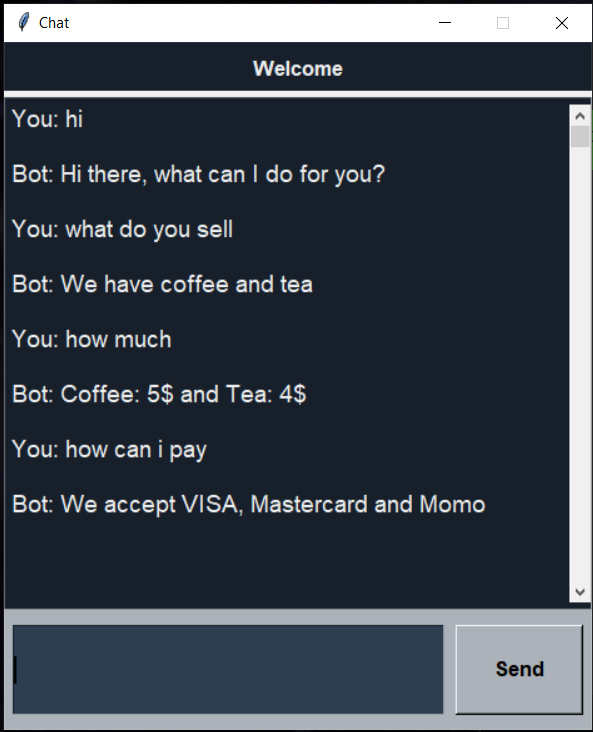 Chat
Welcome
You: hi
Bot: Hi there, what can I do for you?
You: what do you sell
Bot: We have coffee and tea
You: how much
Bot: Coffee: 5$ and Tea: 4$
You: how can i pay
Bot: We accept VISA, Mastercard and Momo
Send